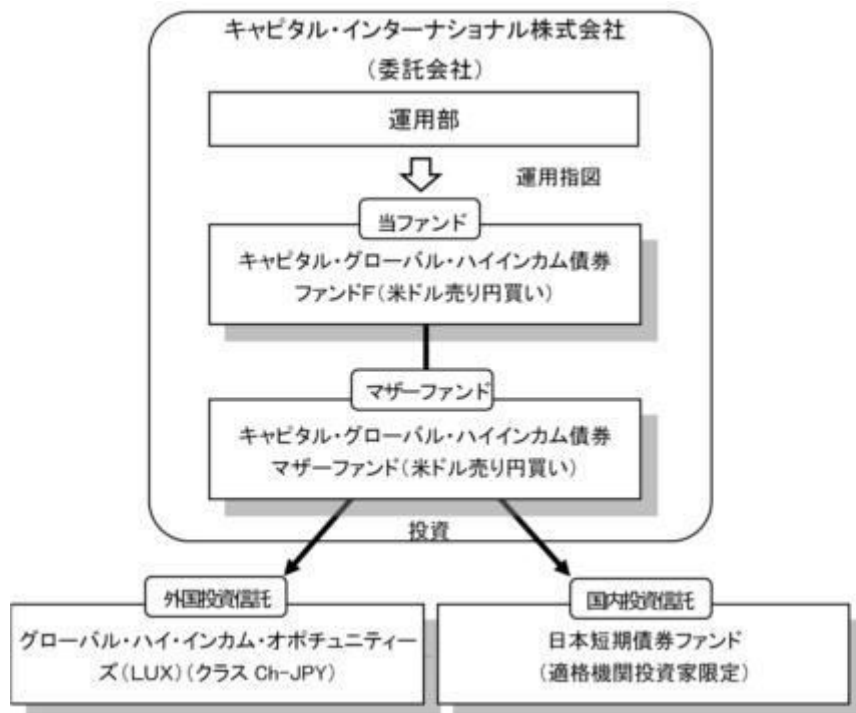 キャピタル・インターナショナル株式会社
(委託会社)
運用部
運用指図
当ファンド
キャピタル・グローバル・ハイインカム債券
ファンドF(米ドル売り円買い)
マザーファンド
キャピタル・グローバル・ハイインカム債券
マザーファンド(米ドル売り円買い)
投資
外国投資信託
グローバル・ハイ・インカム・オポチュニティー
ズ(LUX)(クラス Ch-JPY)
国内投資信託
日本短期債券ファンド
(適格機関投資家限定)